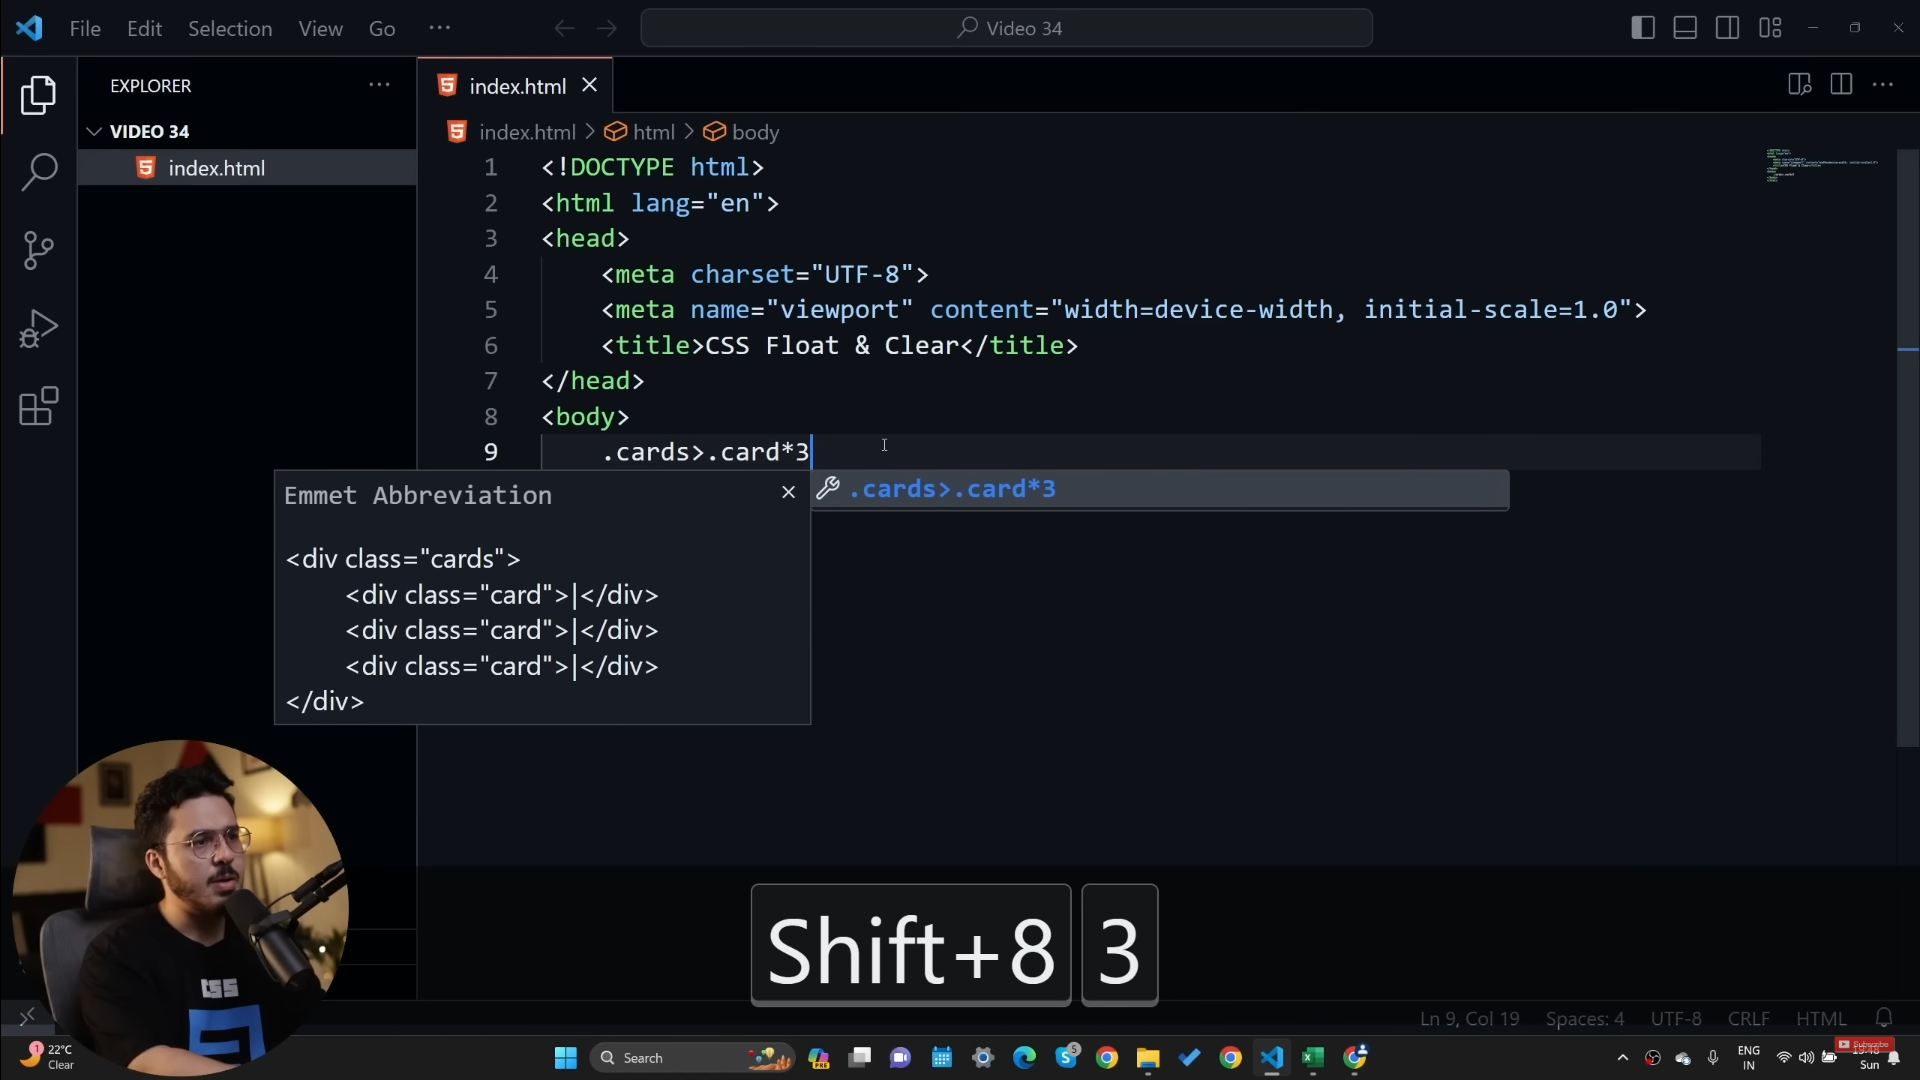 File Edit Selection View Go ··· Video 34
EXPLORER ···
index.html
VIDEO 34
index.html > html > body
index.html
1 <!DOCTYPE html>
2 <html lang="en">
3 <head>
4 <meta charset="UTF-8">
5 <meta name="viewport" content="width=device-width, initial-scale=1.0">
6 <title>CSS Float & Clear</title>
7 </head>
8 <body>
9 .cards>.card*3
Emmet Abbreviation
.cards>.card*3
<div class="cards">
<div class="card">|</div>
<div class="card">|</div>
<div class="card">|</div>
</div>
Shift+8 3
CSS
Ln 9, Col 19 Spaces: 4 UTF-8 CRLF HTML
1
22°C
Clear
Search
PRE
5
ENG
IN
Subscribe
Sun